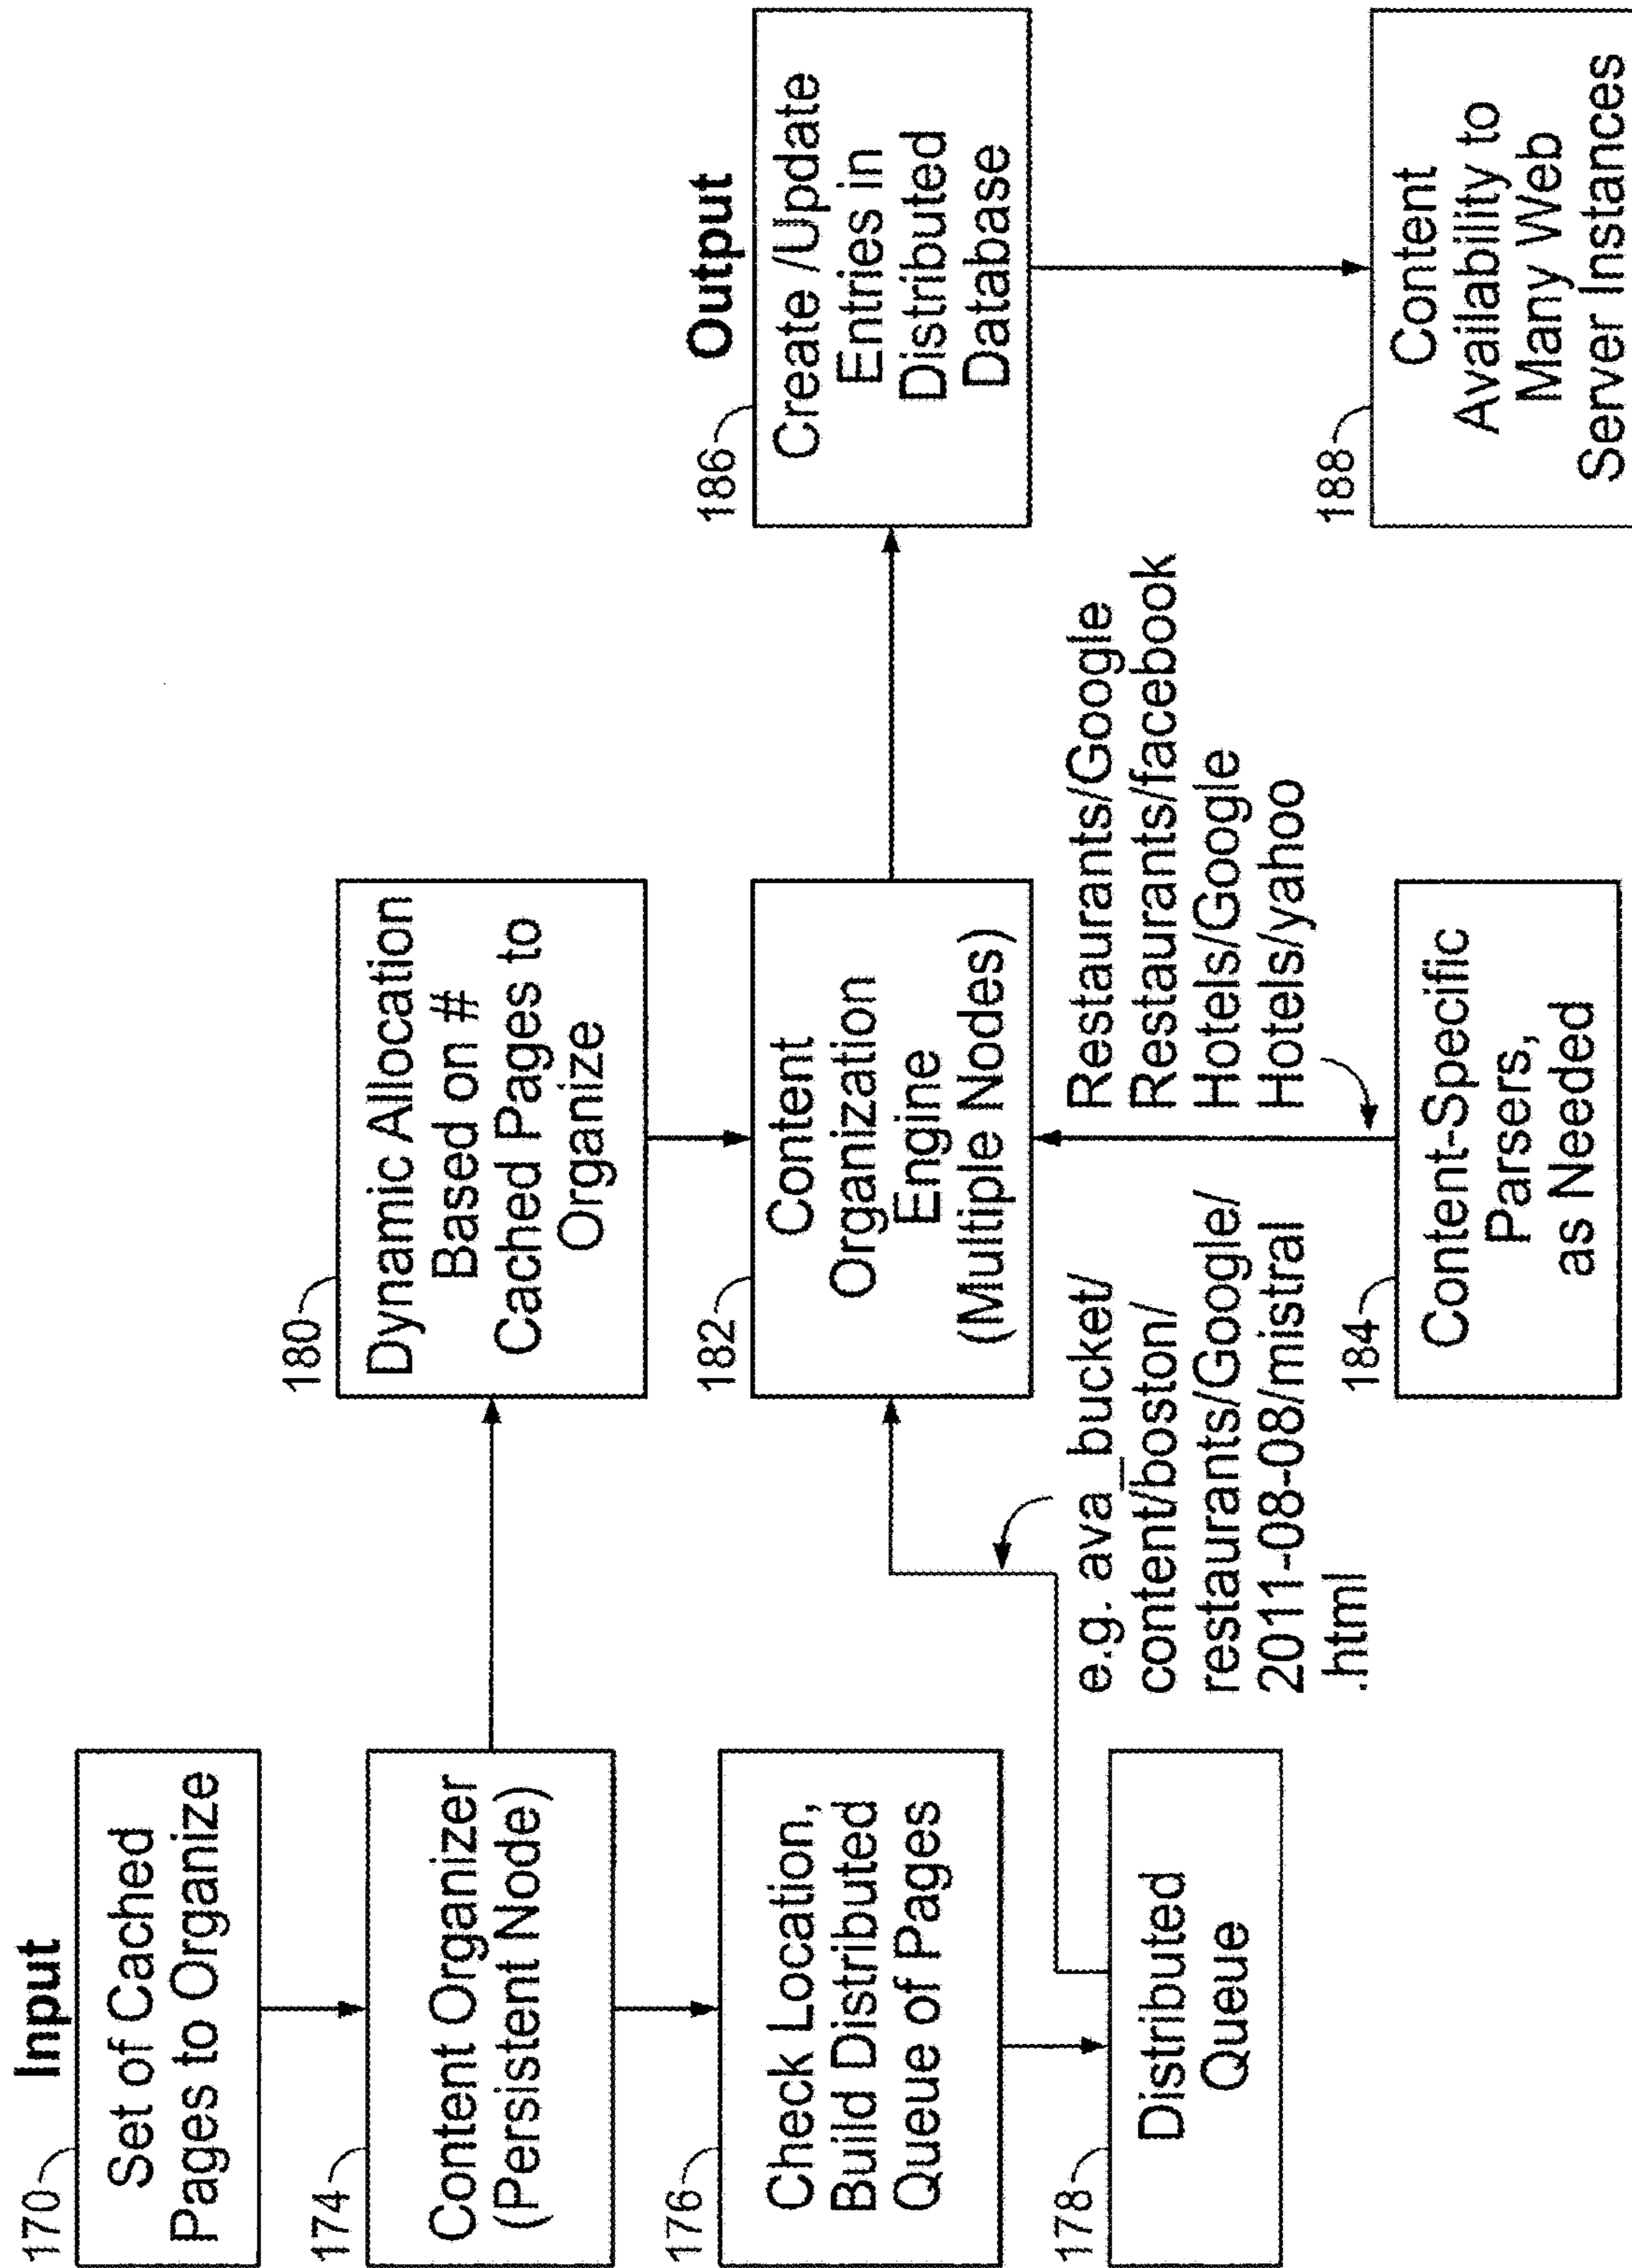 Input
170
Set of Cached
Pages to Organize
174
Content Organizer
(Persistent Node)
176
Check Location,
Build Distributed
Queue of Pages
178
Distributed
Queue
180
Dynamic Allocation
Based on #
Cached Pages to
Organize
182
Content
Organization
Engine
(Multiple Nodes)
e.g. ava_bucket/
content/boston/
restaurants/Google/
2011-08-08/mistral
.html
Restaurants/Google
Restaurants/facebook
Hotels/Google
Hotels/yahoo
184
Content-Specific
Parsers,
as Needed
Output
186
Create /Update
Entries in
Distributed
Database
188
Content
Availability to
Many Web
Server Instances